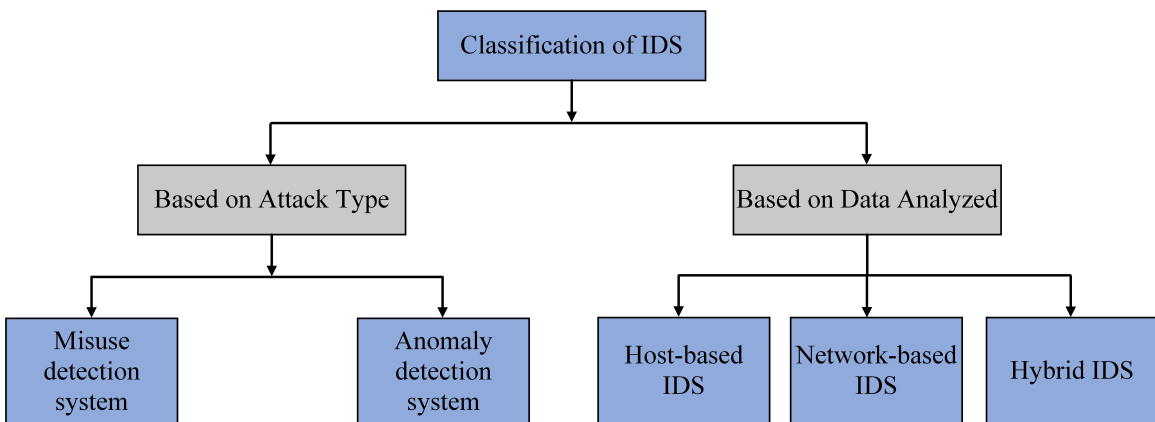 Classification of IDS
Based on Attack Type
Based on Data Analyzed
Misuse
detection
system
Anomaly
detection
system
Host-based
IDS
Network-based
IDS
Hybrid IDS